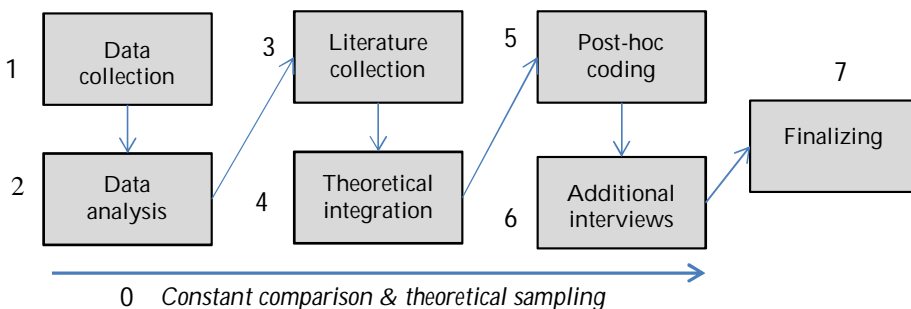 1
Data
collection
2
Data
analysis
3
Literature
collection
4
Theoretical
integration
5
Post-hoc
coding
6
Additional
interviews
7
Finalizing
0 Constant comparison & theoretical sampling